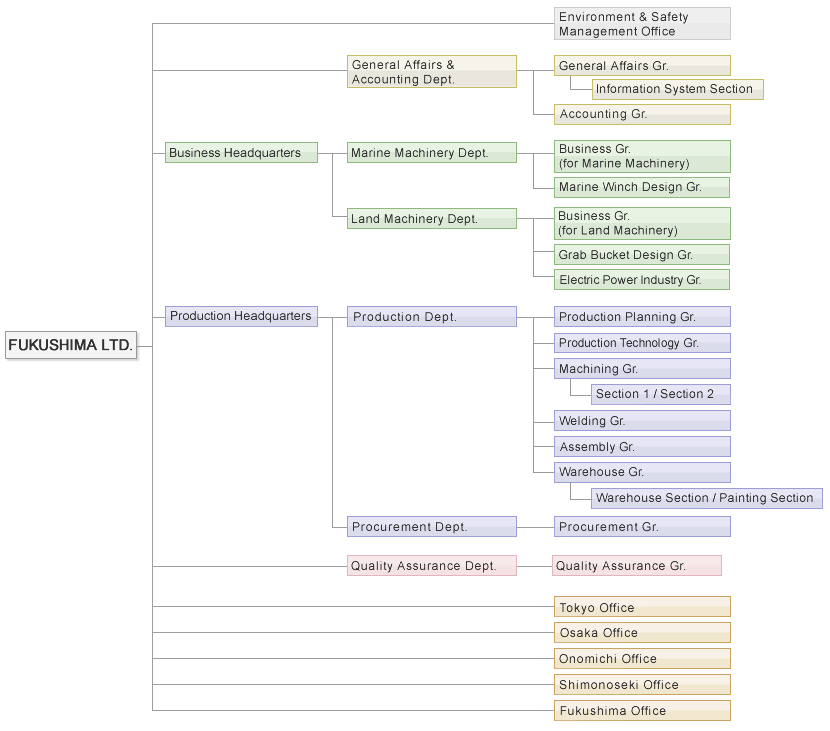 Environment & Safety
Management Office
General Affairs &
Accounting Dept.
General Affairs Gr.
Information System Section
Accounting Gr.
Business Headquarters
Marine Machinery Dept.
Business Gr.
(for Marine Machinery)
Marine Winch Design Gr.
Land Machinery Dept.
Business Gr.
(for Land Machinery)
Grab Bucket Design Gr.
Electric Power Industry Gr.
Production Headquarters
Production Dept.
Production Planning Gr.
FUKUSHIMA LTD.
Production Technology Gr.
Machining Gr.
Section 1 / Section 2
Welding Gr.
Assembly Gr.
Warehouse Gr.
Warehouse Section / Painting Section
Procurement Dept.
Procurement Gr.
Quality Assurance Dept.
Quality Assurance Gr.
Tokyo Office
Osaka Office
Onomichi Office
Shimonoseki Office
Fukushima Office